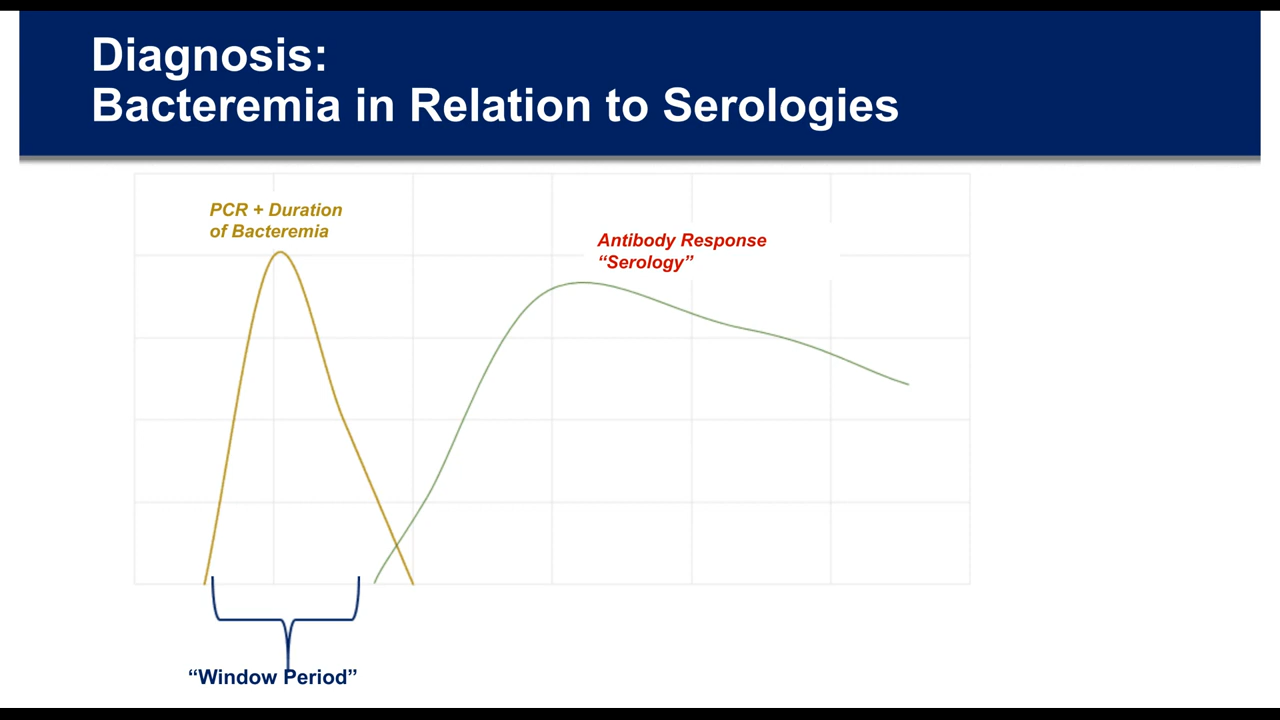 Diagnosis:
Bacteremia in Relation to Serologies
PCR + Duration
of Bacteremia
Antibody Response
“Serology”
“Window Period”